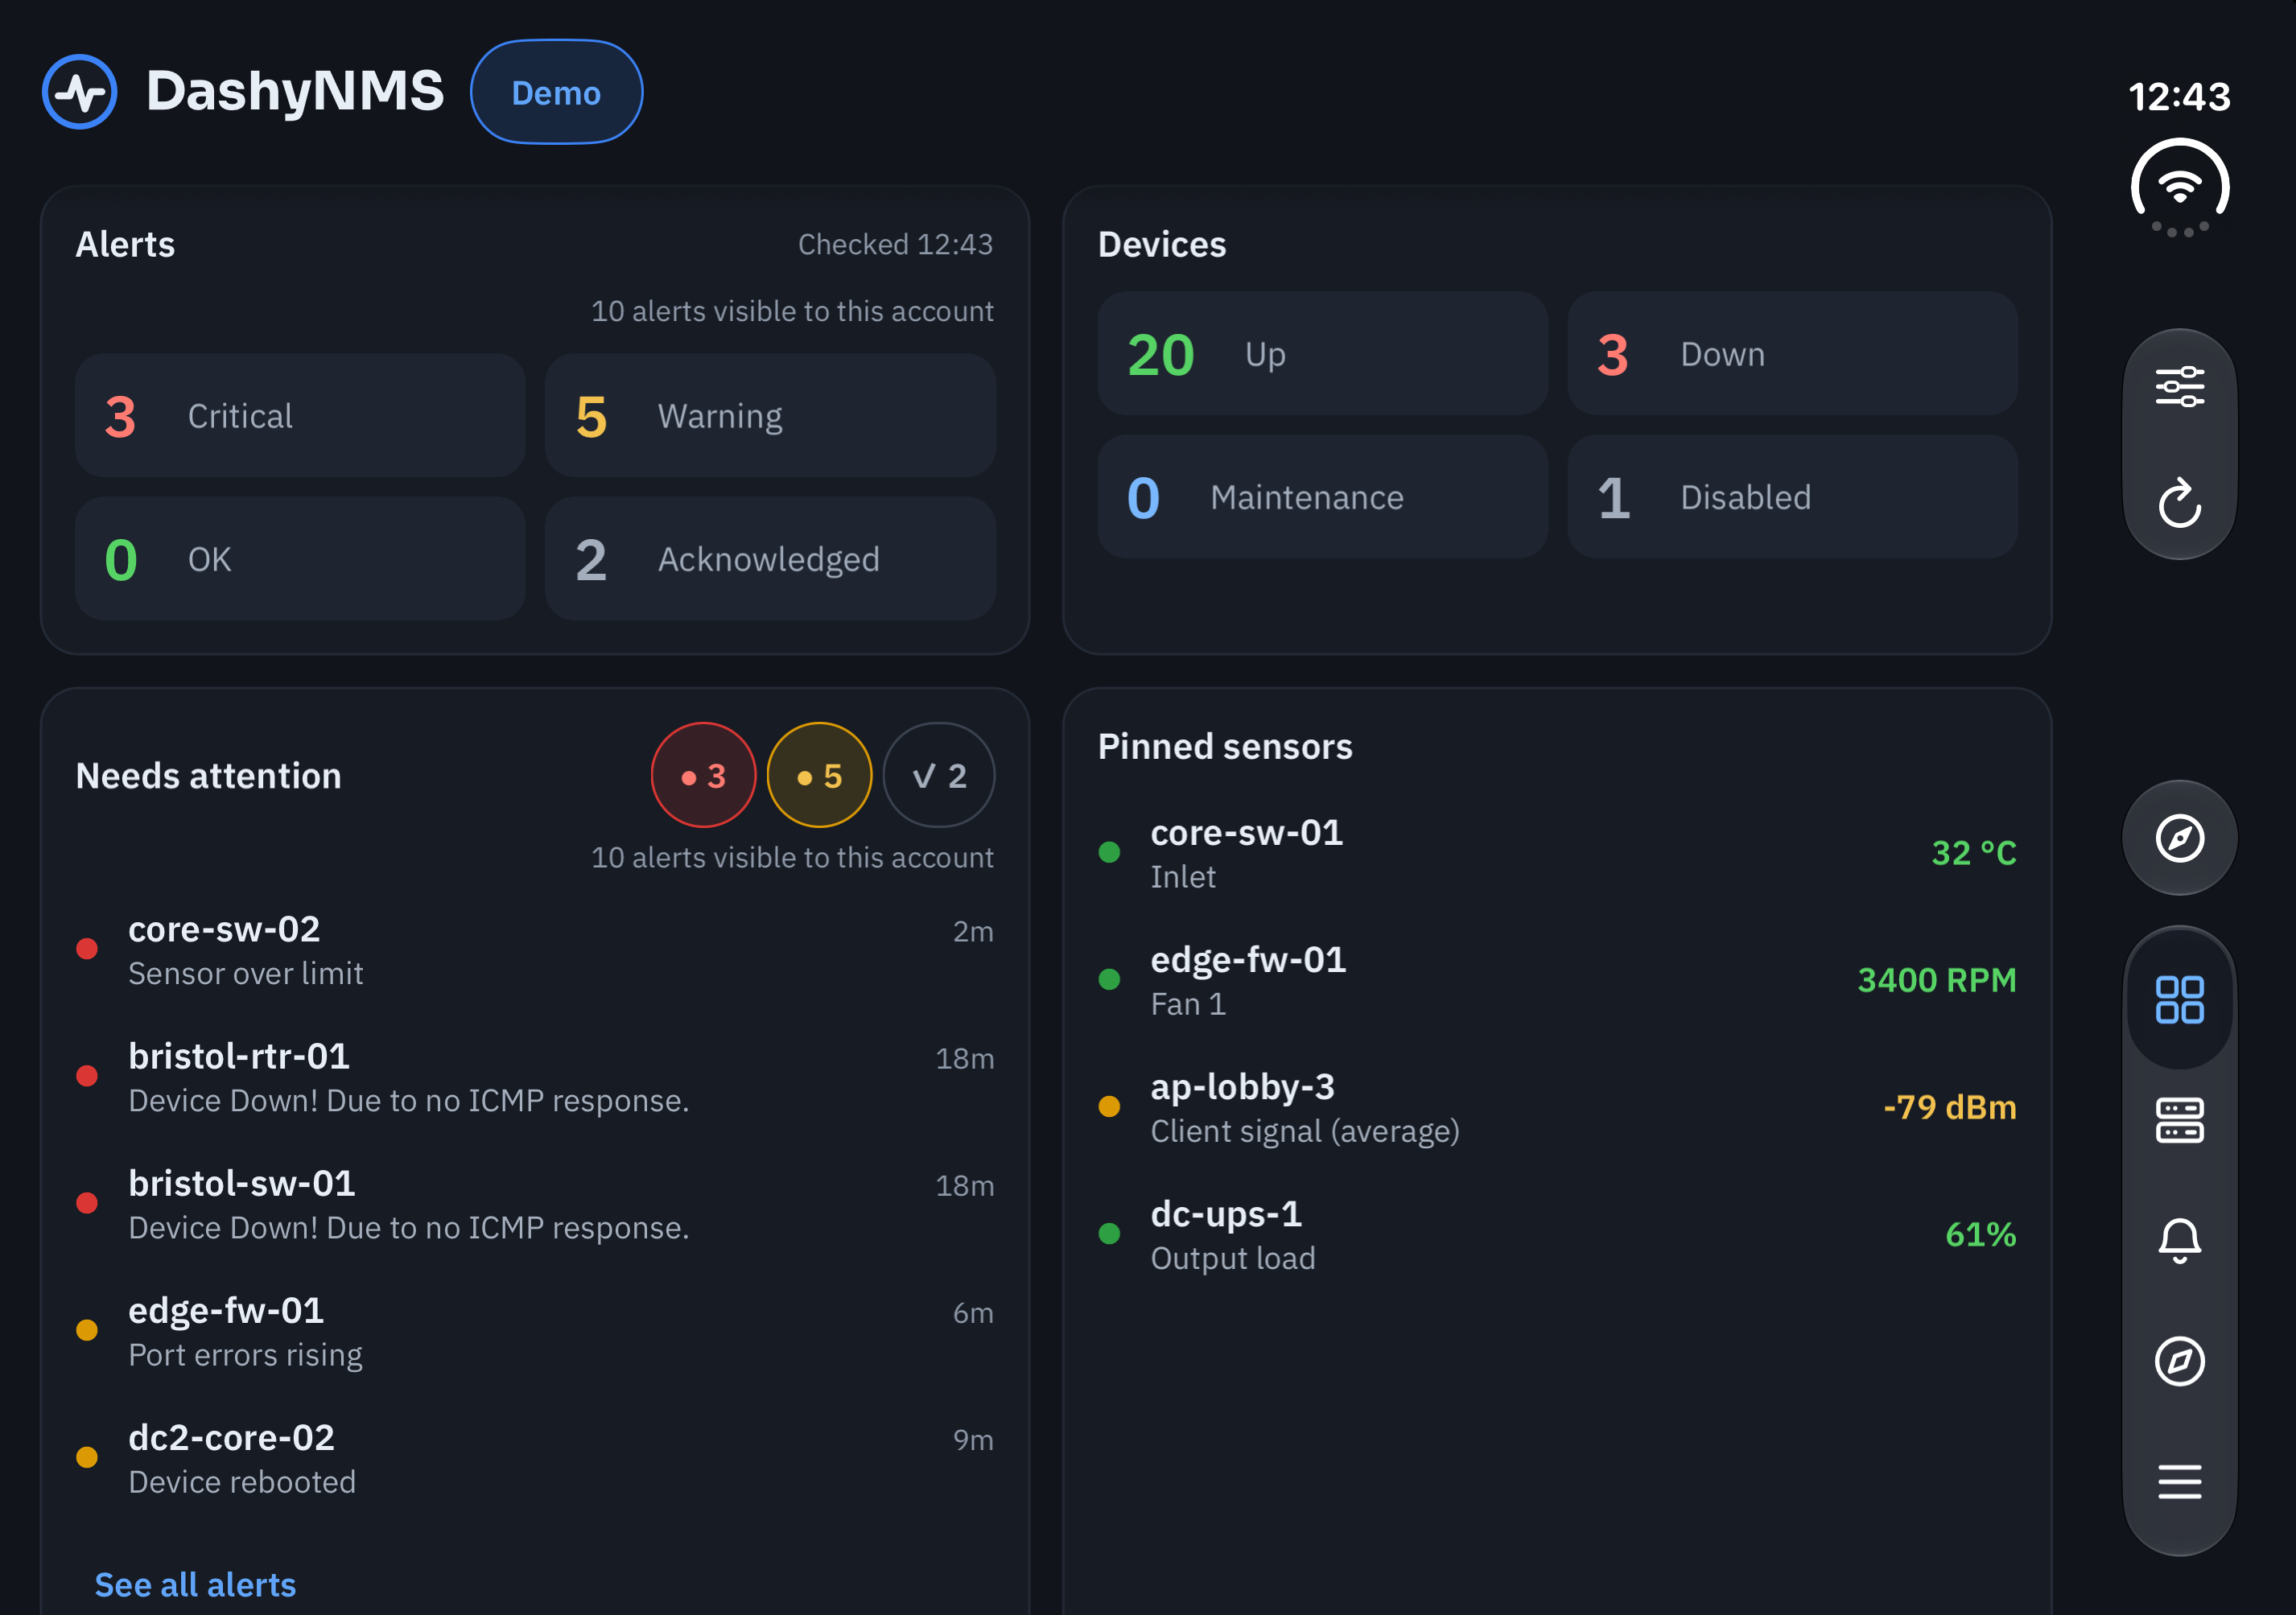 DashyNMS Demo
12:43
Alerts
Checked 12:43
10 alerts visible to this account
3 Critical
5 Warning
0 OK
2 Acknowledged
Devices
20 Up
3 Down
0 Maintenance
1 Disabled
Needs attention
3
5
✓ 2
10 alerts visible to this account
core-sw-02 2m
Sensor over limit
bristol-rtr-01 18m
Device Down! Due to no ICMP response.
bristol-sw-01 18m
Device Down! Due to no ICMP response.
edge-fw-01 6m
Port errors rising
dc2-core-02 9m
Device rebooted
See all alerts
Pinned sensors
core-sw-01 32 °C
Inlet
edge-fw-01 3400 RPM
Fan 1
ap-lobby-3 -79 dBm
Client signal (average)
dc-ups-1 61%
Output load